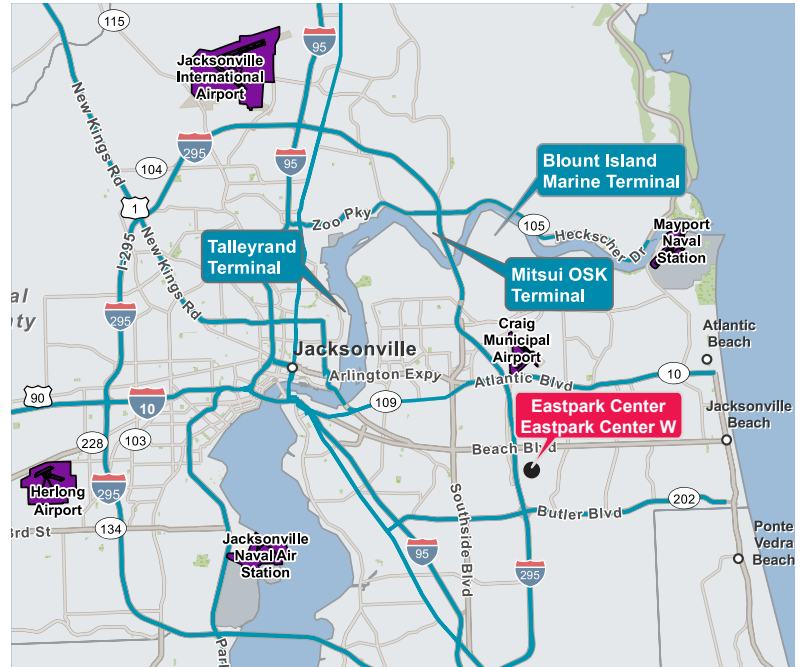 115
Jacksonville
International
Airport
95
New Kings Rd
295
95
104
Blount Island
Marine Terminal
1
Zoo Pky
105
Heckscher Dr
Mayport
Naval
Station
I-295
New Kings Rd
Talleyrand
Terminal
Mitsui OSK
Terminal
295
Craig
Municipal
Airport
Atlantic
Beach
Jacksonville
Arlington Expy
Atlantic Blvd
10
90
10
109
Eastpark Center
Eastpark Center W
Jacksonville
Beach
228
103
Beach Blvd
Herlong
Airport
295
Southside Blvd
202
134
Butler Blvd
3rd St
Jacksonville
Naval Air
Station
95
295
Ponte
Vedra
Beach